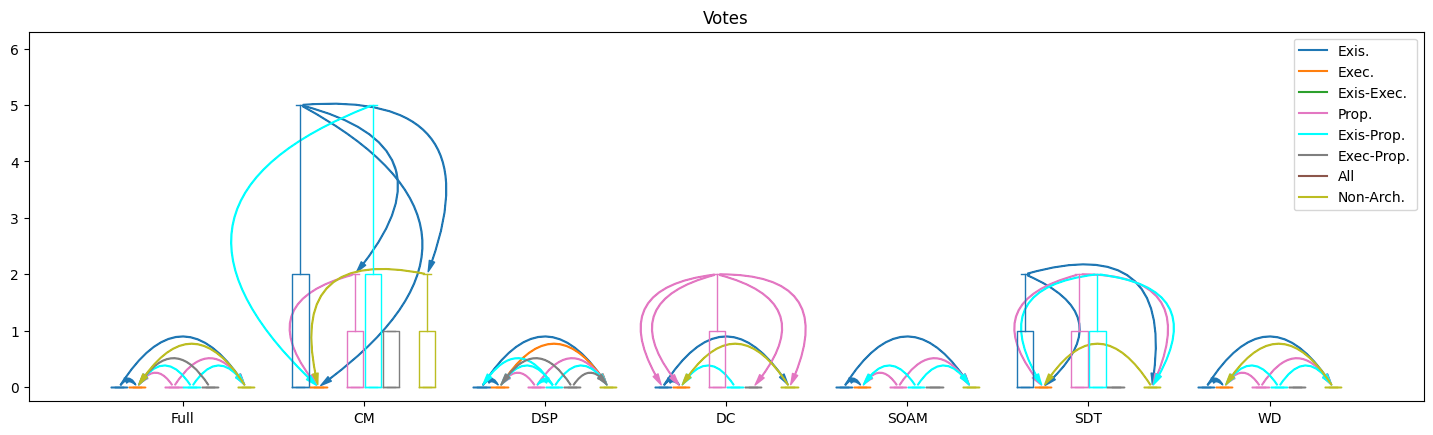 Votes
6
5
4
3
2
1
0
Exis.
Exec.
Exis-Exec.
Prop.
Exis-Prop.
Exec-Prop.
All
Non-Arch.
Full CM DSP DC SOAM SDT WD